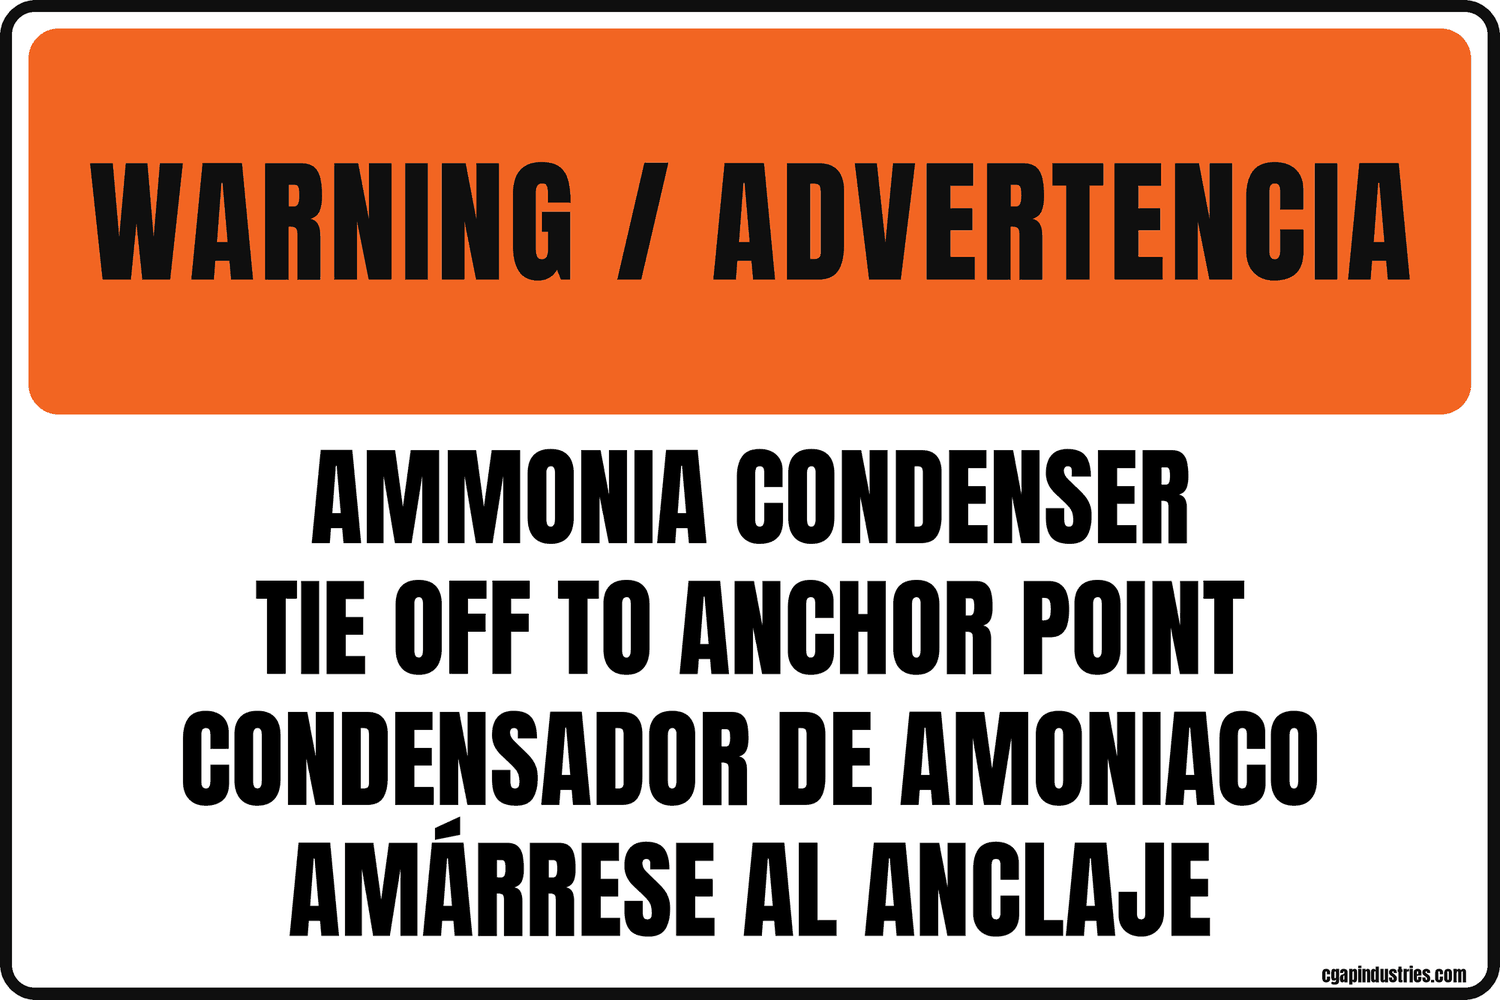 WARNING / ADVERTENCIA
AMMONIA CONDENSER
TIE OFF TO ANCHOR POINT
CONDENSADOR DE AMONIACO
AMÁRRESE AL ANCLAJE
cgapindustries.com